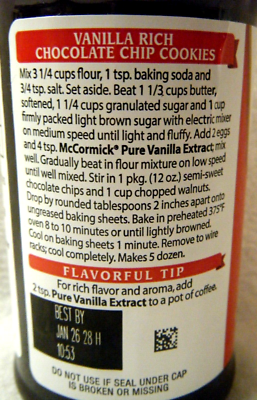 VANILLA RICH
CHOCOLATE CHIP COOKIES
Mix 3 1/4 cups flour, 1 tsp. baking soda and
3/4 tsp. salt. Set aside. Beat 1 1/3 cups butter,
softened, 1 1/4 cups granulated sugar and 1 cup
firmly packed light brown sugar with electric mixer
on medium speed until light and fluffy. Add 2 eggs
and 4 tsp. McCormick® Pure Vanilla Extract; mix
well. Gradually beat in flour mixture on low speed
until well mixed. Stir in 1 pkg. (12 oz.) semi-sweet
chocolate chips and 1 cup chopped walnuts.
Drop by rounded tablespoons 2 inches apart onto
ungreased baking sheets. Bake in preheated 375°F
oven 8 to 10 minutes or until lightly browned.
Cool on baking sheets 1 minute. Remove to wire
racks; cool completely. Makes 5 dozen.
FLAVORFUL TIP
For rich flavor and aroma, add
2 tsp. Pure Vanilla Extract to a pot of coffee.
BEST BY
JAN 26 28 H
10:53
DO NOT USE IF SEAL UNDER CAP
IS BROKEN OR MISSING